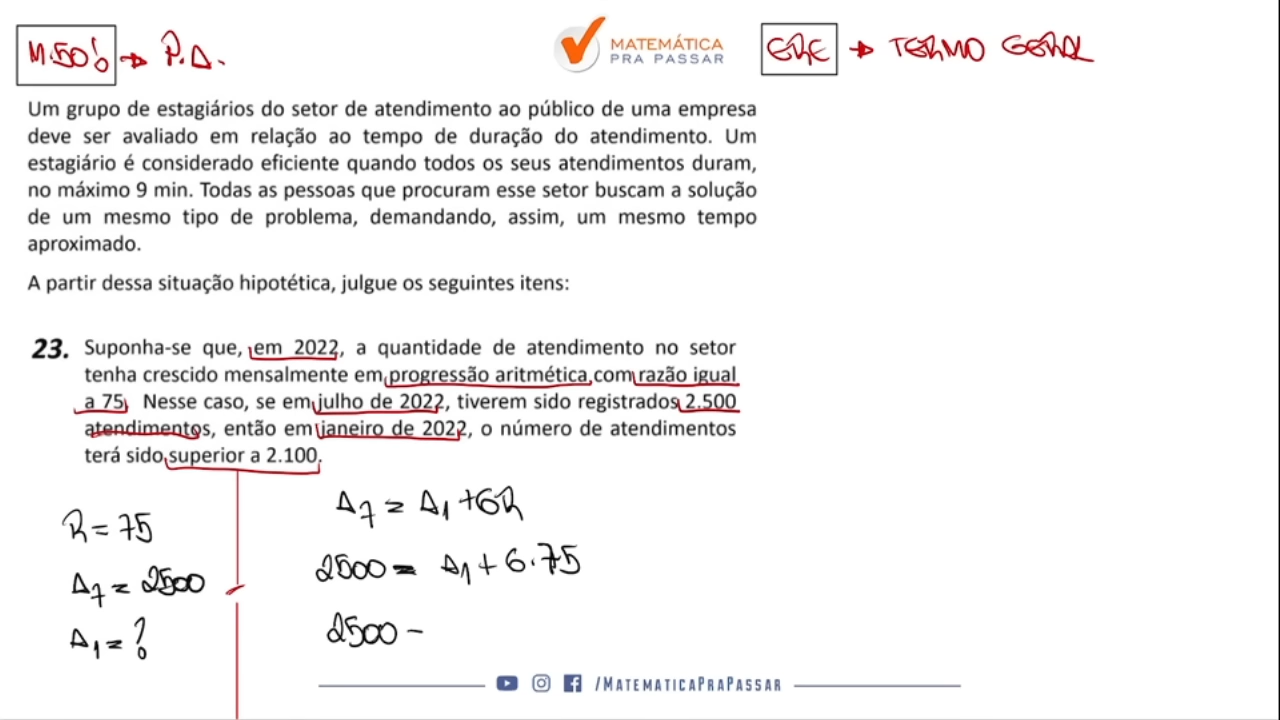 M.50! → P.A.
MATEMÁTICA
PRA PASSAR
GRE → TERMO GERAL
Um grupo de estagiários do setor de atendimento ao público de uma empresa
deve ser avaliado em relação ao tempo de duração do atendimento. Um
estagiário é considerado eficiente quando todos os seus atendimentos duram,
no máximo 9 min. Todas as pessoas que procuram esse setor buscam a solução
de um mesmo tipo de problema, demandando, assim, um mesmo tempo
aproximado.
A partir dessa situação hipotética, julgue os seguintes itens:
23. Suponha-se que, em 2022, a quantidade de atendimento no setor
tenha crescido mensalmente em progressão aritmética com razão igual
a 75. Nesse caso, se em julho de 2022, tiverem sido registrados 2.500
atendimentos, então em janeiro de 2022, o número de atendimentos
terá sido superior a 2.100.
R = 75
A7 = 2500
A1 = ?
A7 = A1 + 6R
2500 = A1 + 6.75
2500 -
/MATEMATICAPRAPASSAR